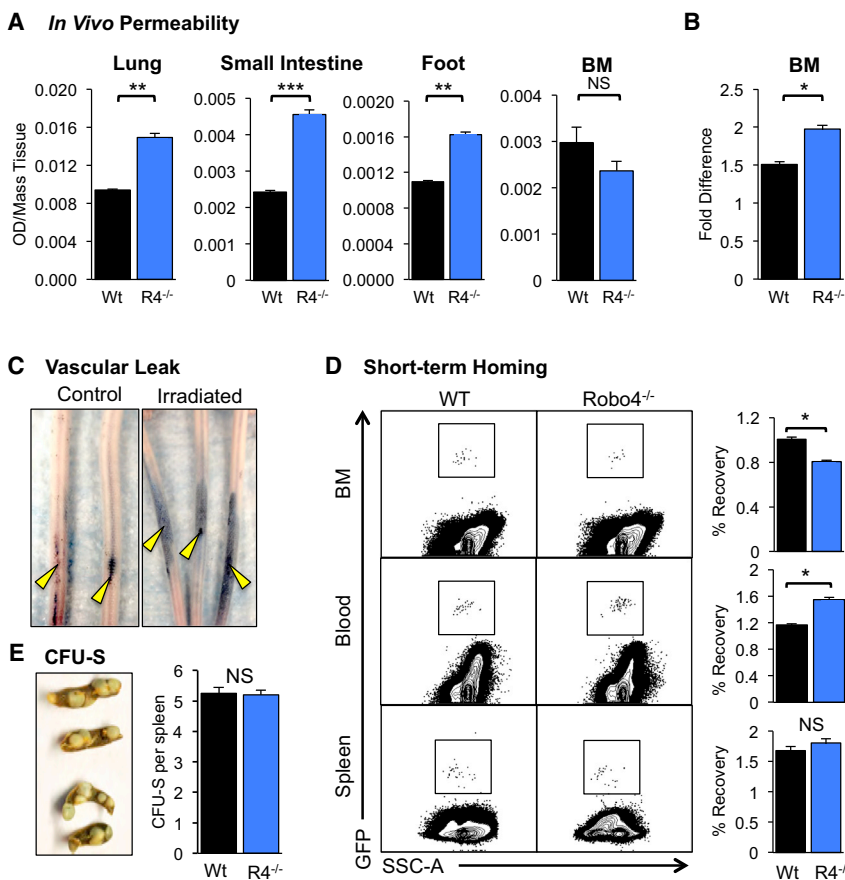 A In Vivo Permeability
Lung
Small Intestine
Foot
BM
OD/Mass Tissue
0.020
0.016
0.012
0.008
0.004
0.000
**
Wt R4-/-
0.005
0.004
0.003
0.002
0.001
0
***
Wt R4-/-
0.0020
0.0016
0.0012
0.0008
0.0004
0.0000
**
Wt R4-/-
0.004
0.003
0.002
0.001
0
NS
Wt R4-/-
B
BM
Fold Difference
2.5
2
1.5
1
0.5
0
*
Wt R4-/-
C Vascular Leak
Control Irradiated
D Short-term Homing
WT Robo4-/-
BM
Blood
Spleen
GFP
SSC-A
% Recovery
1.2
0.8
0.4
0
*
% Recovery
2
1.6
1.2
0.8
0.4
0
*
% Recovery
2
1.5
1
0.5
0
NS
Wt R4-/
E CFU-S
CFU-S per spleen
6
5
4
3
2
1
0
NS
Wt R4-/-